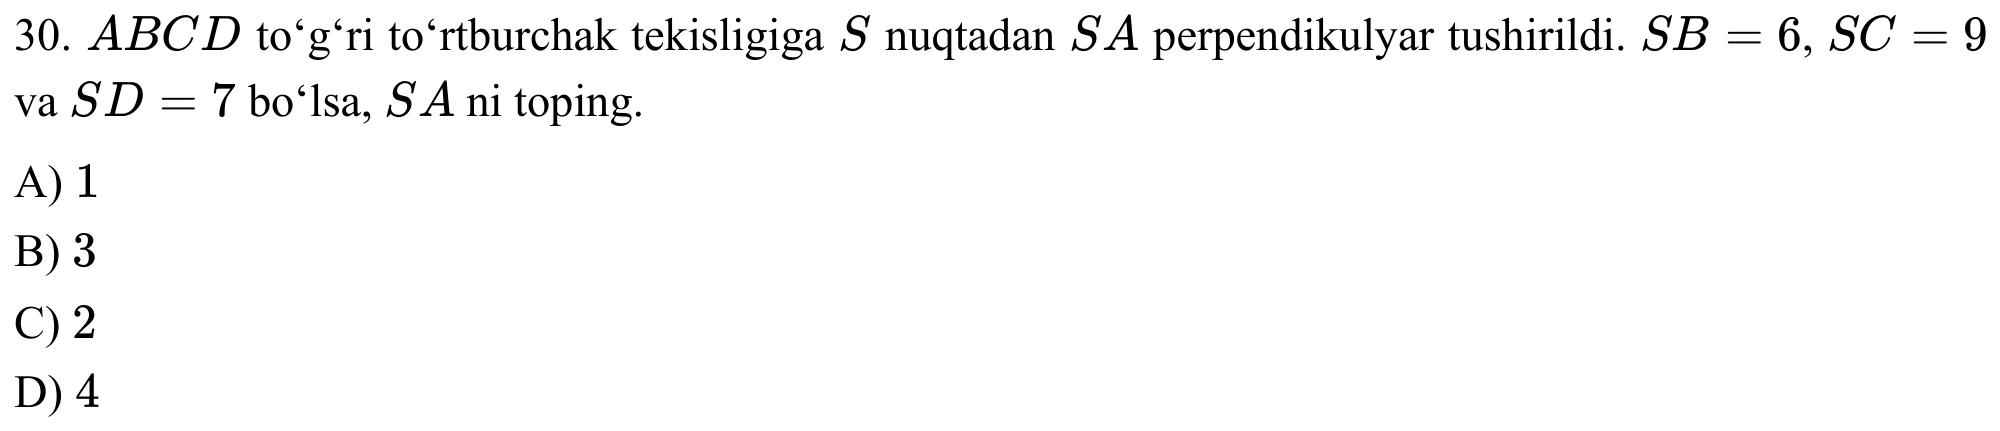 30. ABCD to‘g‘ri to‘rtburchak tekisligiga S nuqtadan SA perpendikulyar tushirildi. SB = 6, SC = 9
va SD = 7 bo‘lsa, SA ni toping.
A) 1
B) 3
C) 2
D) 4